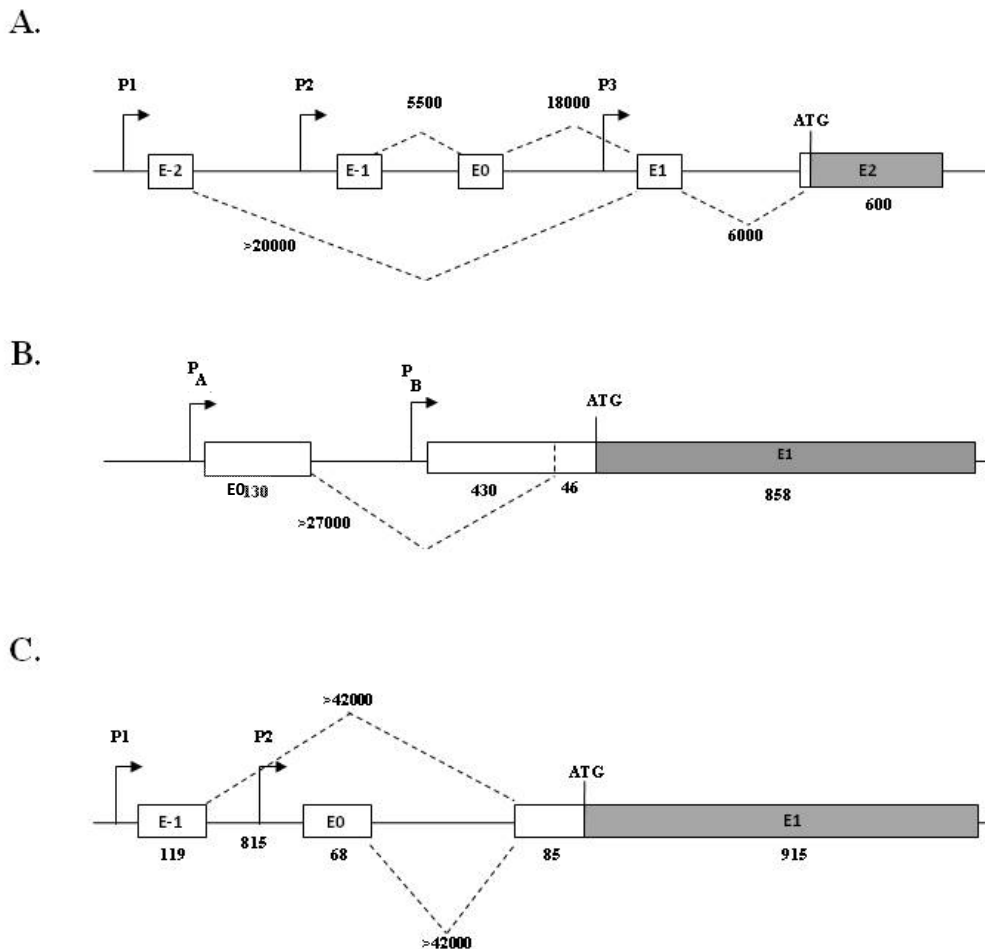 A.
P1
P2
5500
18000
P3
ATG
E-2
E-1
E0
E1
E2
>20000
6000
600
B.
P A
P B
ATG
E1
E0 130
430
46
858
>27000
C.
>42000
P1
P2
ATG
E-1
E0
E1
119
815
68
85
915
>42000